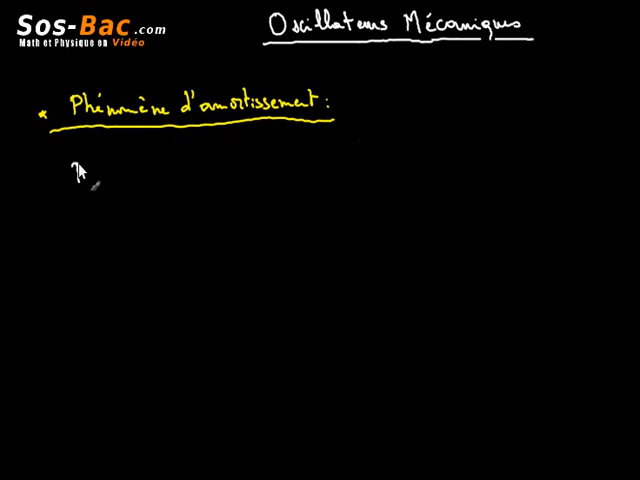 Sos-Bac.com
Math et Physique en Vidéo
Oscillateurs Mécaniques
* Phénomène d'amortissement :